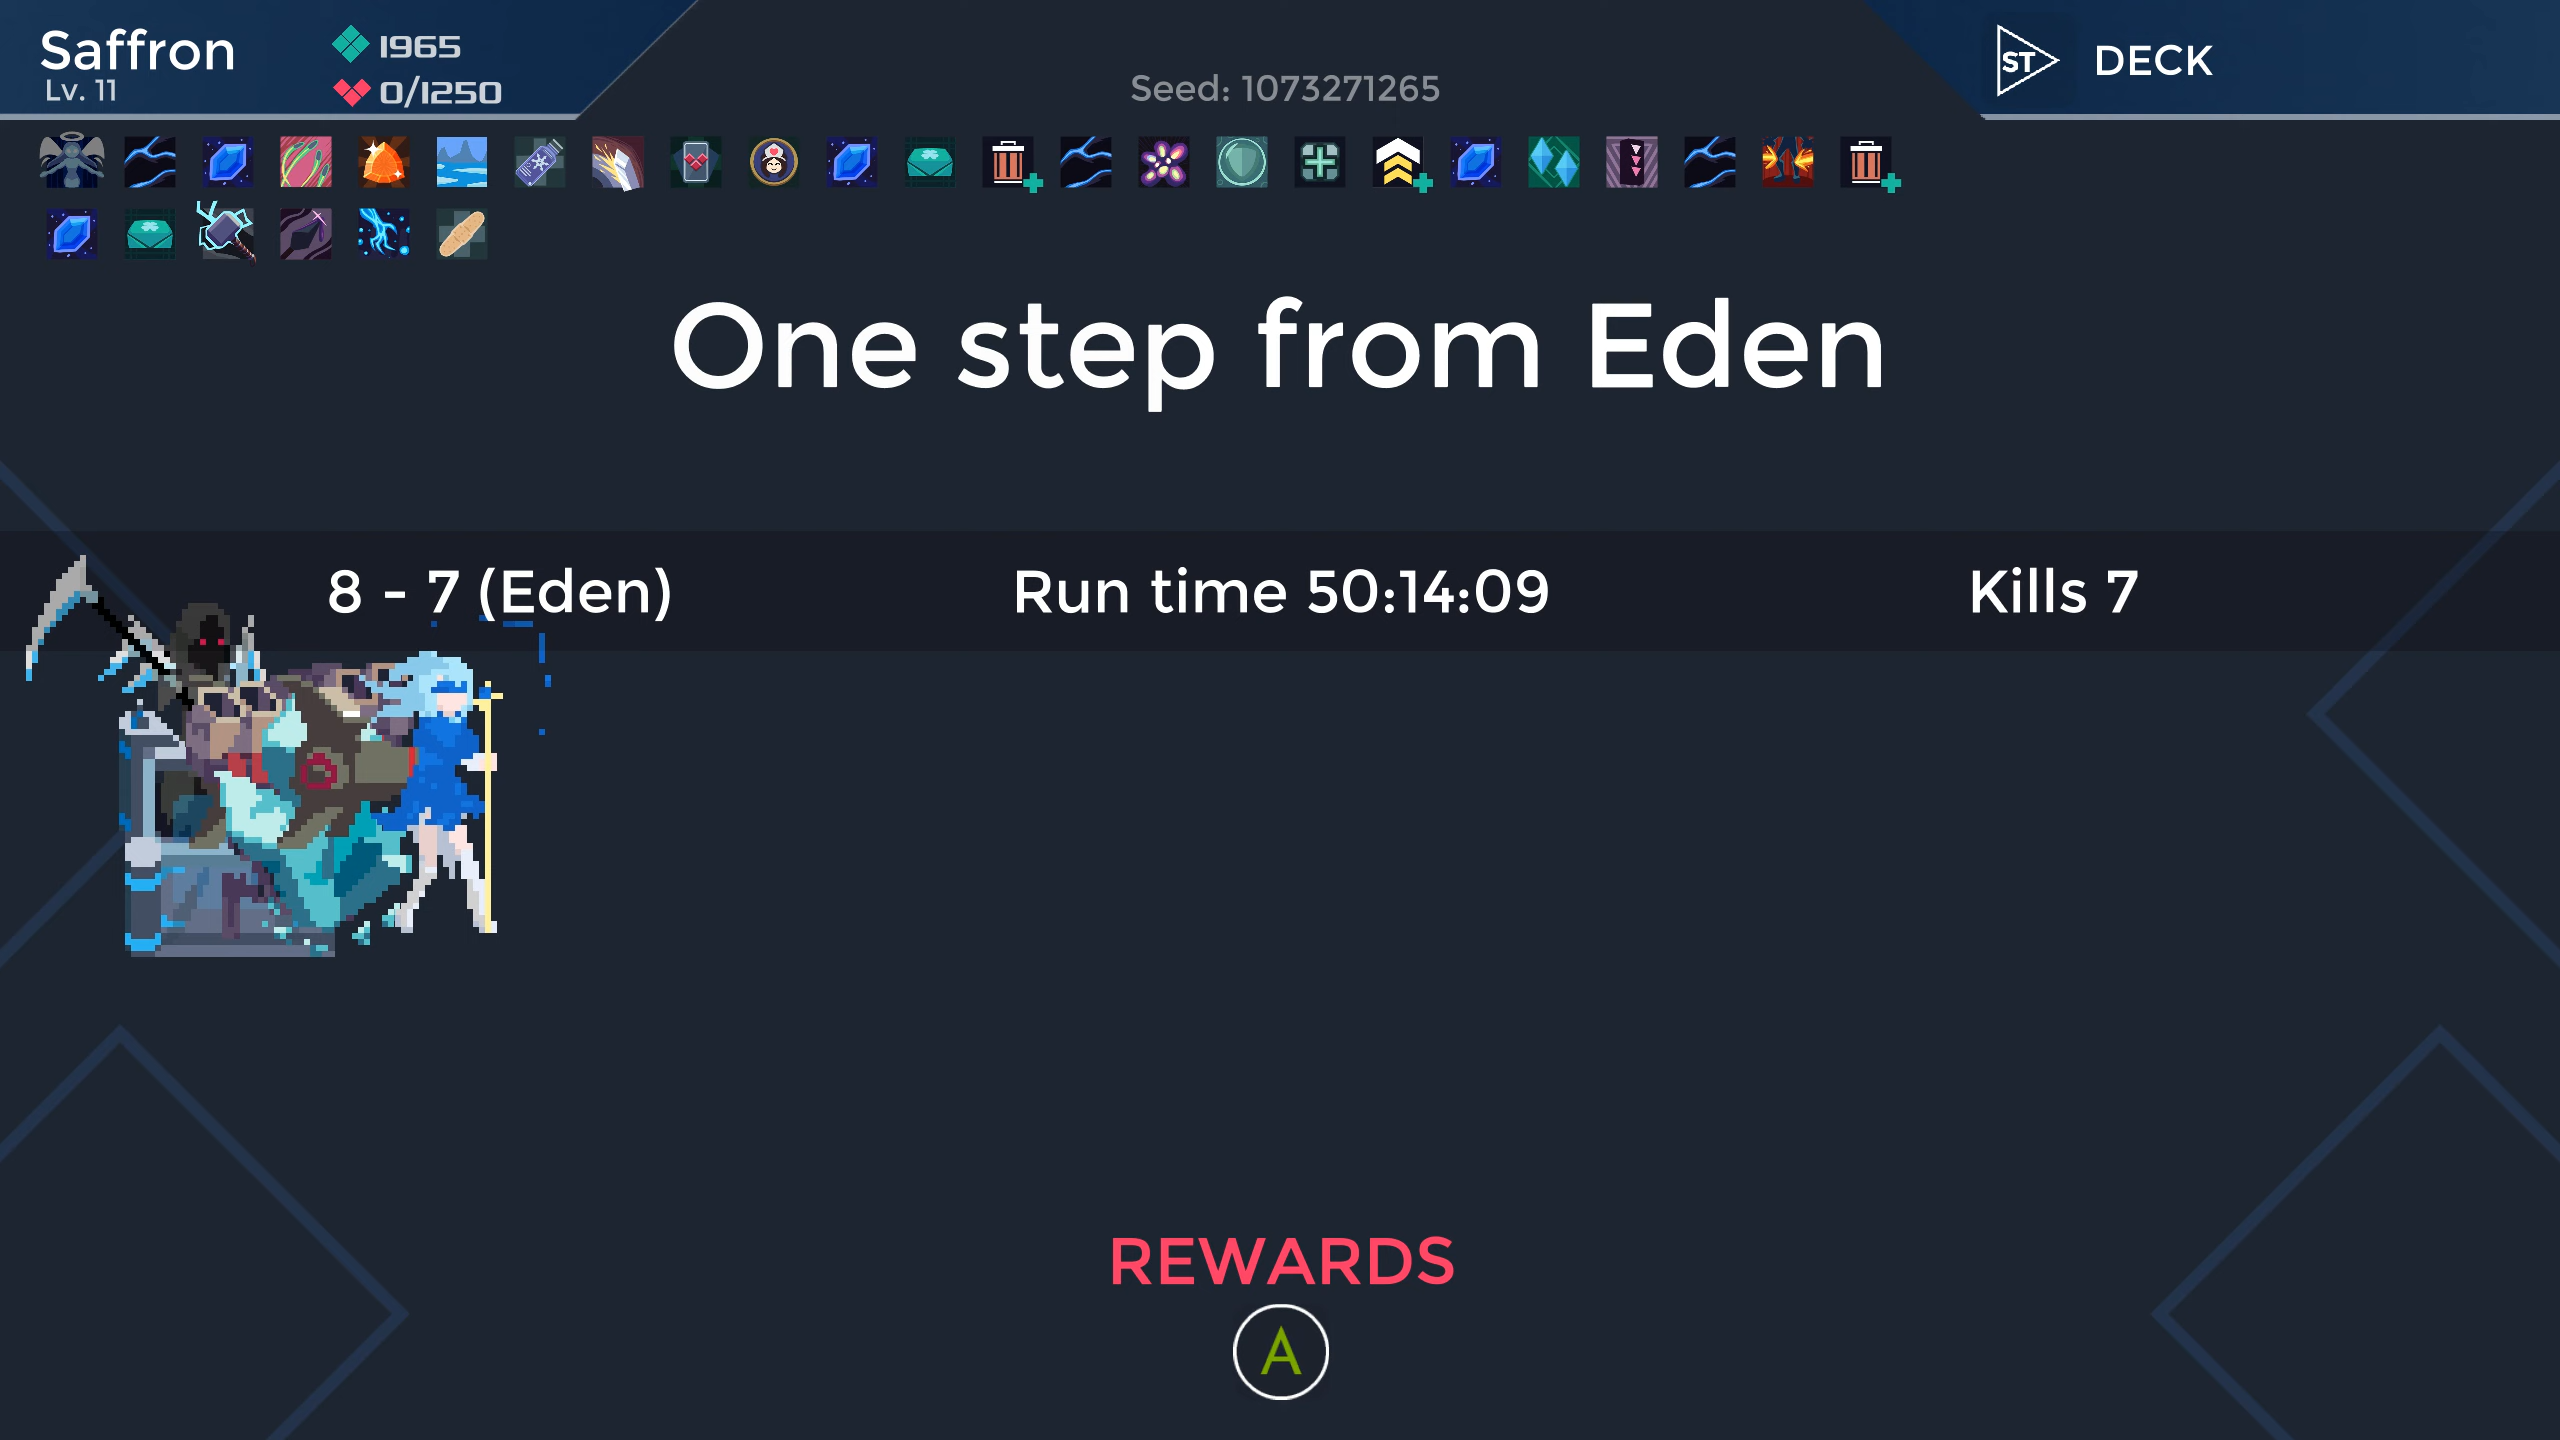 Saffron
Lv. 11
1965
0/1250
Seed: 1073271265
ST
DECK
One step from Eden
8 - 7 (Eden)
Run time 50:14:09
Kills 7
REWARDS
A